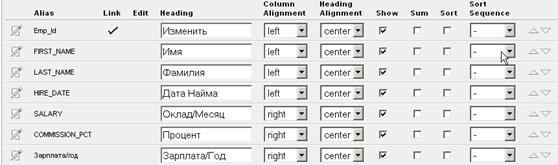 Column Heading Sort
Alias Link Edit Heading Alignment Alignment Show Sum Sort Sequence
Emp_Id Изменить left center -
FIRST_NAME Имя left center -
LAST_NAME Фамилия left center -
HIRE_DATE Дата Найма left center -
SALARY Оклад/Месяц right center -
COMMISSION_PCT Процент right center -
Зарплата/год Зарплата/Год right center -